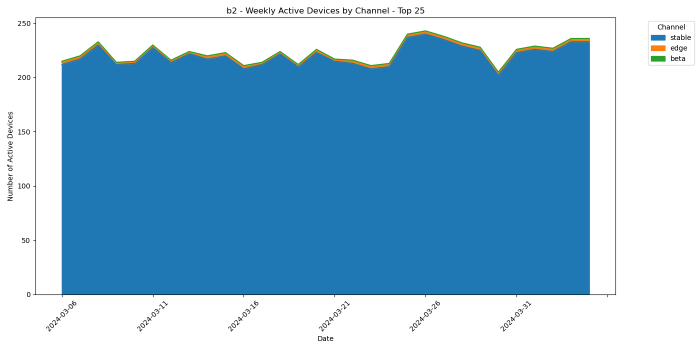 b2 - Weekly Active Devices by Channel - Top 25
Channel
stable
edge
beta
Number of Active Devices
250
200
150
100
50
0
2024-03-06
2024-03-11
2024-03-16
2024-03-21
2024-03-26
2024-03-31
Date